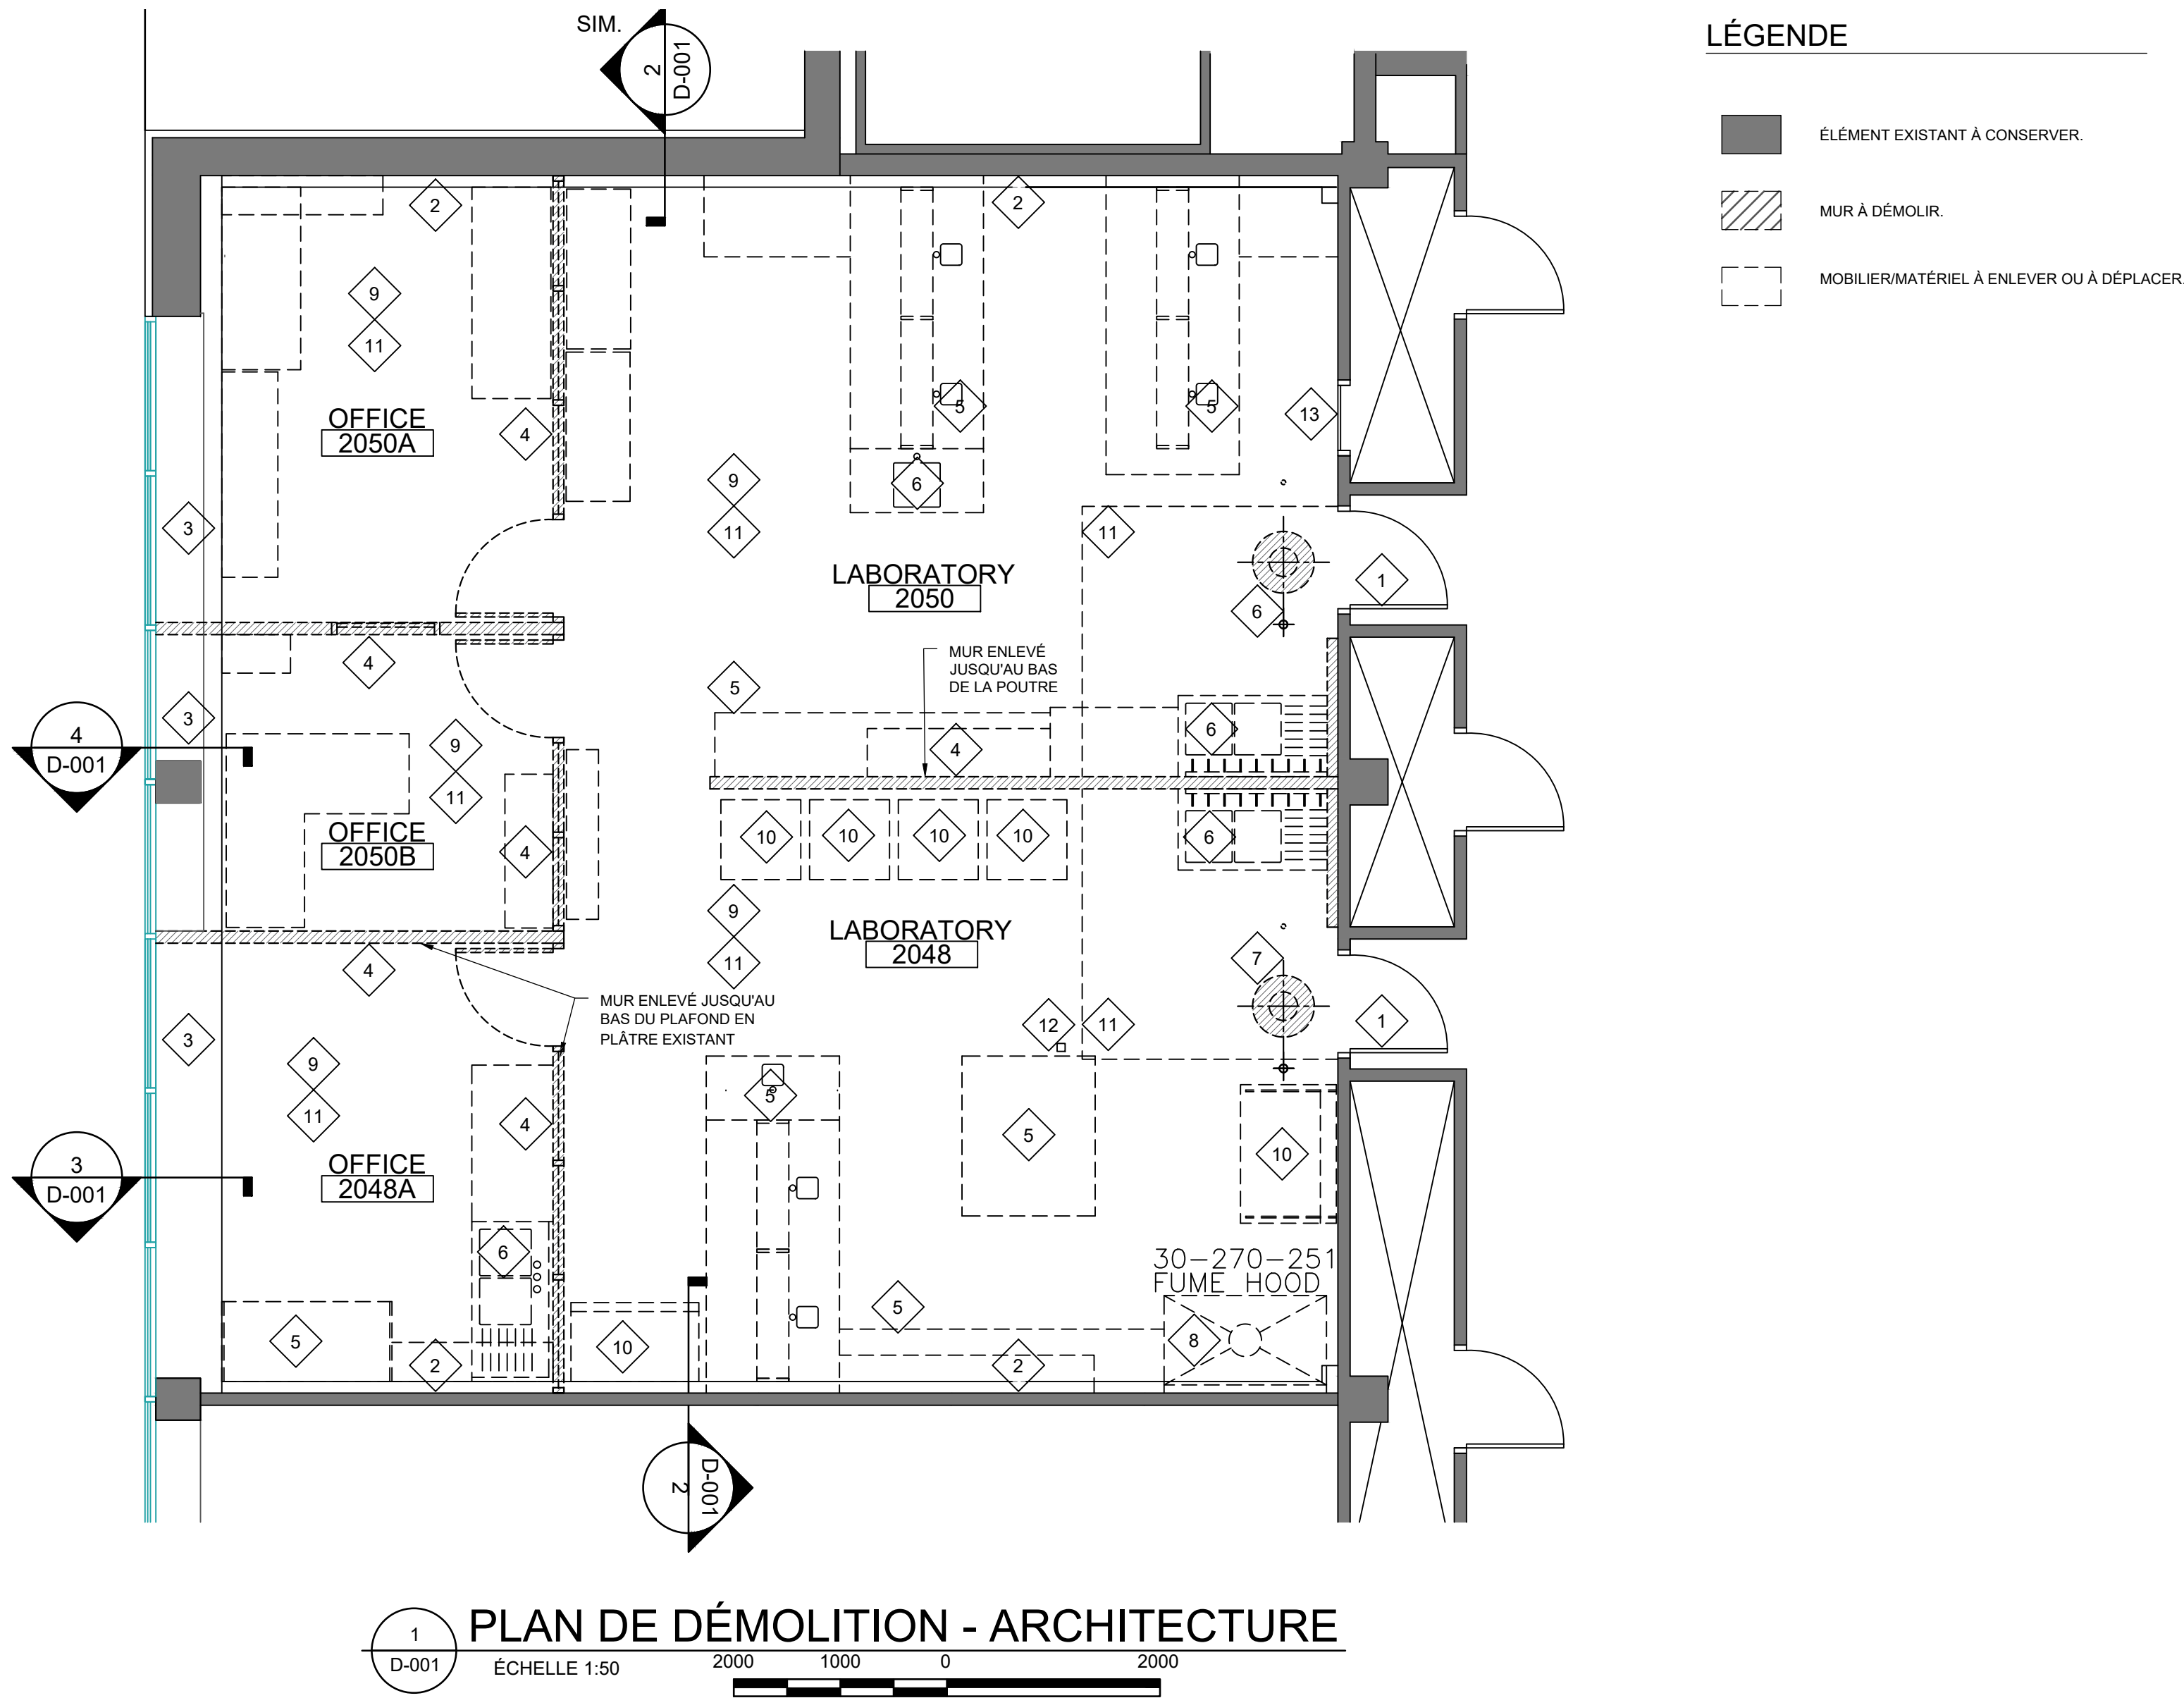 SIM.
2
D-001
LÉGENDE
ÉLÉMENT EXISTANT À CONSERVER.
MUR À DÉMOLIR.
MOBILIER/MATÉRIEL À ENLEVER OU À DÉPLACER.
2
2
9
11
OFFICE
2050A
4
5
5
13
6
9
11
11
3
LABORATORY
2050
1
6
4
MUR ENLEVÉ
JUSQU'AU BAS
DE LA POUTRE
5
3
4
D-001
9
11
4
6
OFFICE
2050B
4
10
10
10
10
6
9
11
LABORATORY
2048
7
4
MUR ENLEVÉ JUSQU'AU
BAS DU PLAFOND EN
PLÂTRE EXISTANT
12
11
1
3
9
11
4
5
5
10
OFFICE
2048A
3
D-001
6
30-270-251
FUME HOOD
5
5
2
10
2
8
D-001
2
1
D-001
PLAN DE DÉMOLITION - ARCHITECTURE
ÉCHELLE 1:50
2000 1000 0 2000